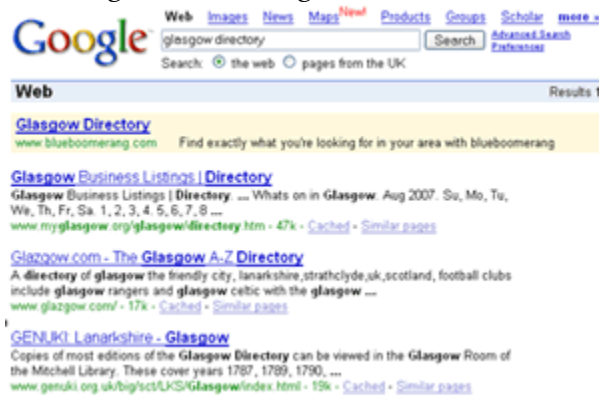 Google
Web Images News Maps New! Products Groups Scholar more »
glasgow directory Search Advanced Search
Preferences
Search: the web pages from the UK
Web Results 1
Glasgow Directory
www.blueboomerang.com Find exactly what you're looking for in your area with blueboomerang
Glasgow Business Listings | Directory
Glasgow Business Listings | Directory. ... Whats on in Glasgow. Aug 2007. Su, Mo, Tu,
We, Th, Fr, Sa. 1, 2, 3, 4. 5, 6, 7, 8 ...
www.myglasgow.org/glasgow/directory.htm - 47k - Cached - Similar pages
Glazgow.com - The Glasgow A-Z Directory
A directory of glasgow the friendly city, lanarkshire,strathclyde,uk,scotland, football clubs
include glasgow rangers and glasgow celtic with the glasgow ...
www.glazgow.com/ - 17k - Cached - Similar pages
GENUKI: Lanarkshire - Glasgow
Copies of most editions of the Glasgow Directory can be viewed in the Glasgow Room of
the Mitchell Library. These cover years 1787, 1789, 1790, ...
www.genuki.org.uk/big/sct/LKS/Glasgow/index.html - 19k - Cached - Similar pages